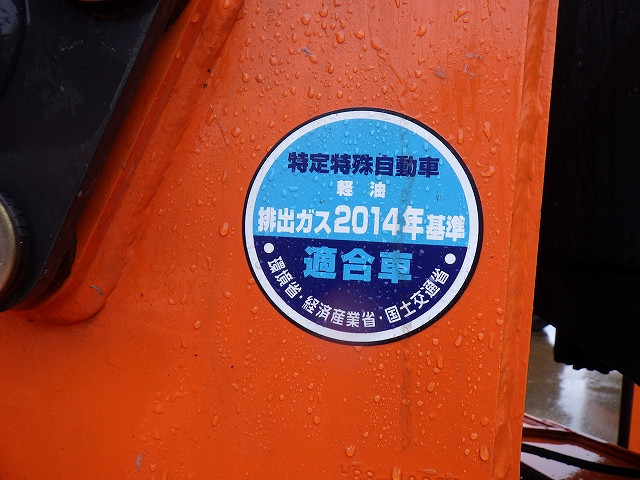 特定特殊自動車
軽油
排出ガス2014年基準
適合車
環境省・経済産業省・国土交通省